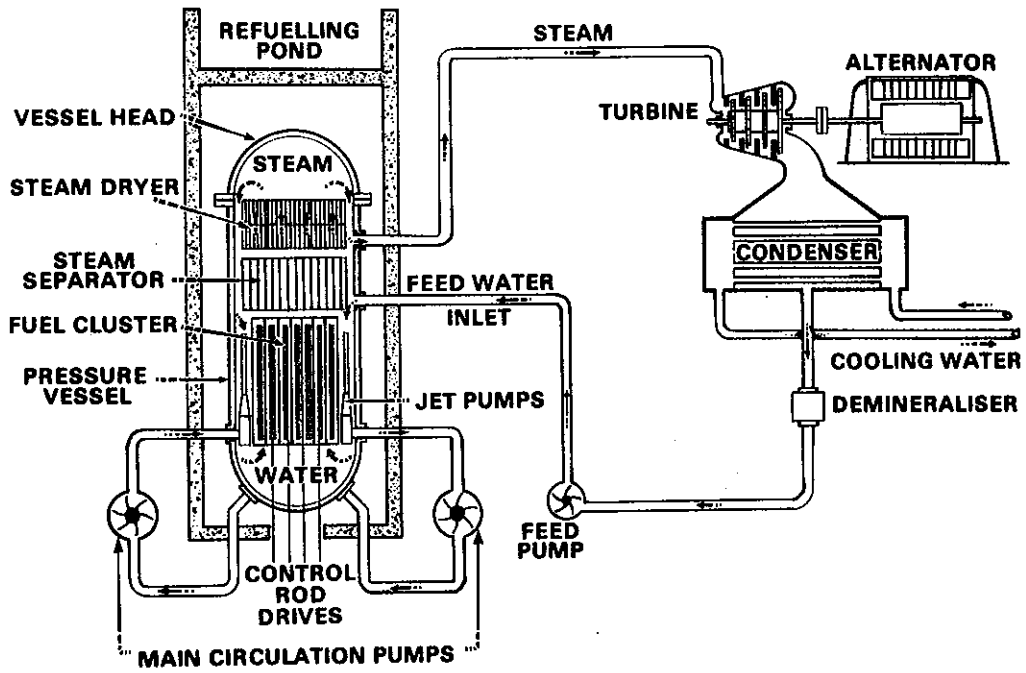 REFUELLING
POND
VESSEL HEAD
STEAM
STEAM DRYER
STEAM
SEPARATOR
FUEL CLUSTER
PRESSURE
VESSEL
WATER
CONTROL
ROD
DRIVES
MAIN CIRCULATION PUMPS
JET PUMPS
FEED WATER
INLET
FEED
PUMP
STEAM
TURBINE
ALTERNATOR
CONDENSER
COOLING WATER
DEMINERALISER